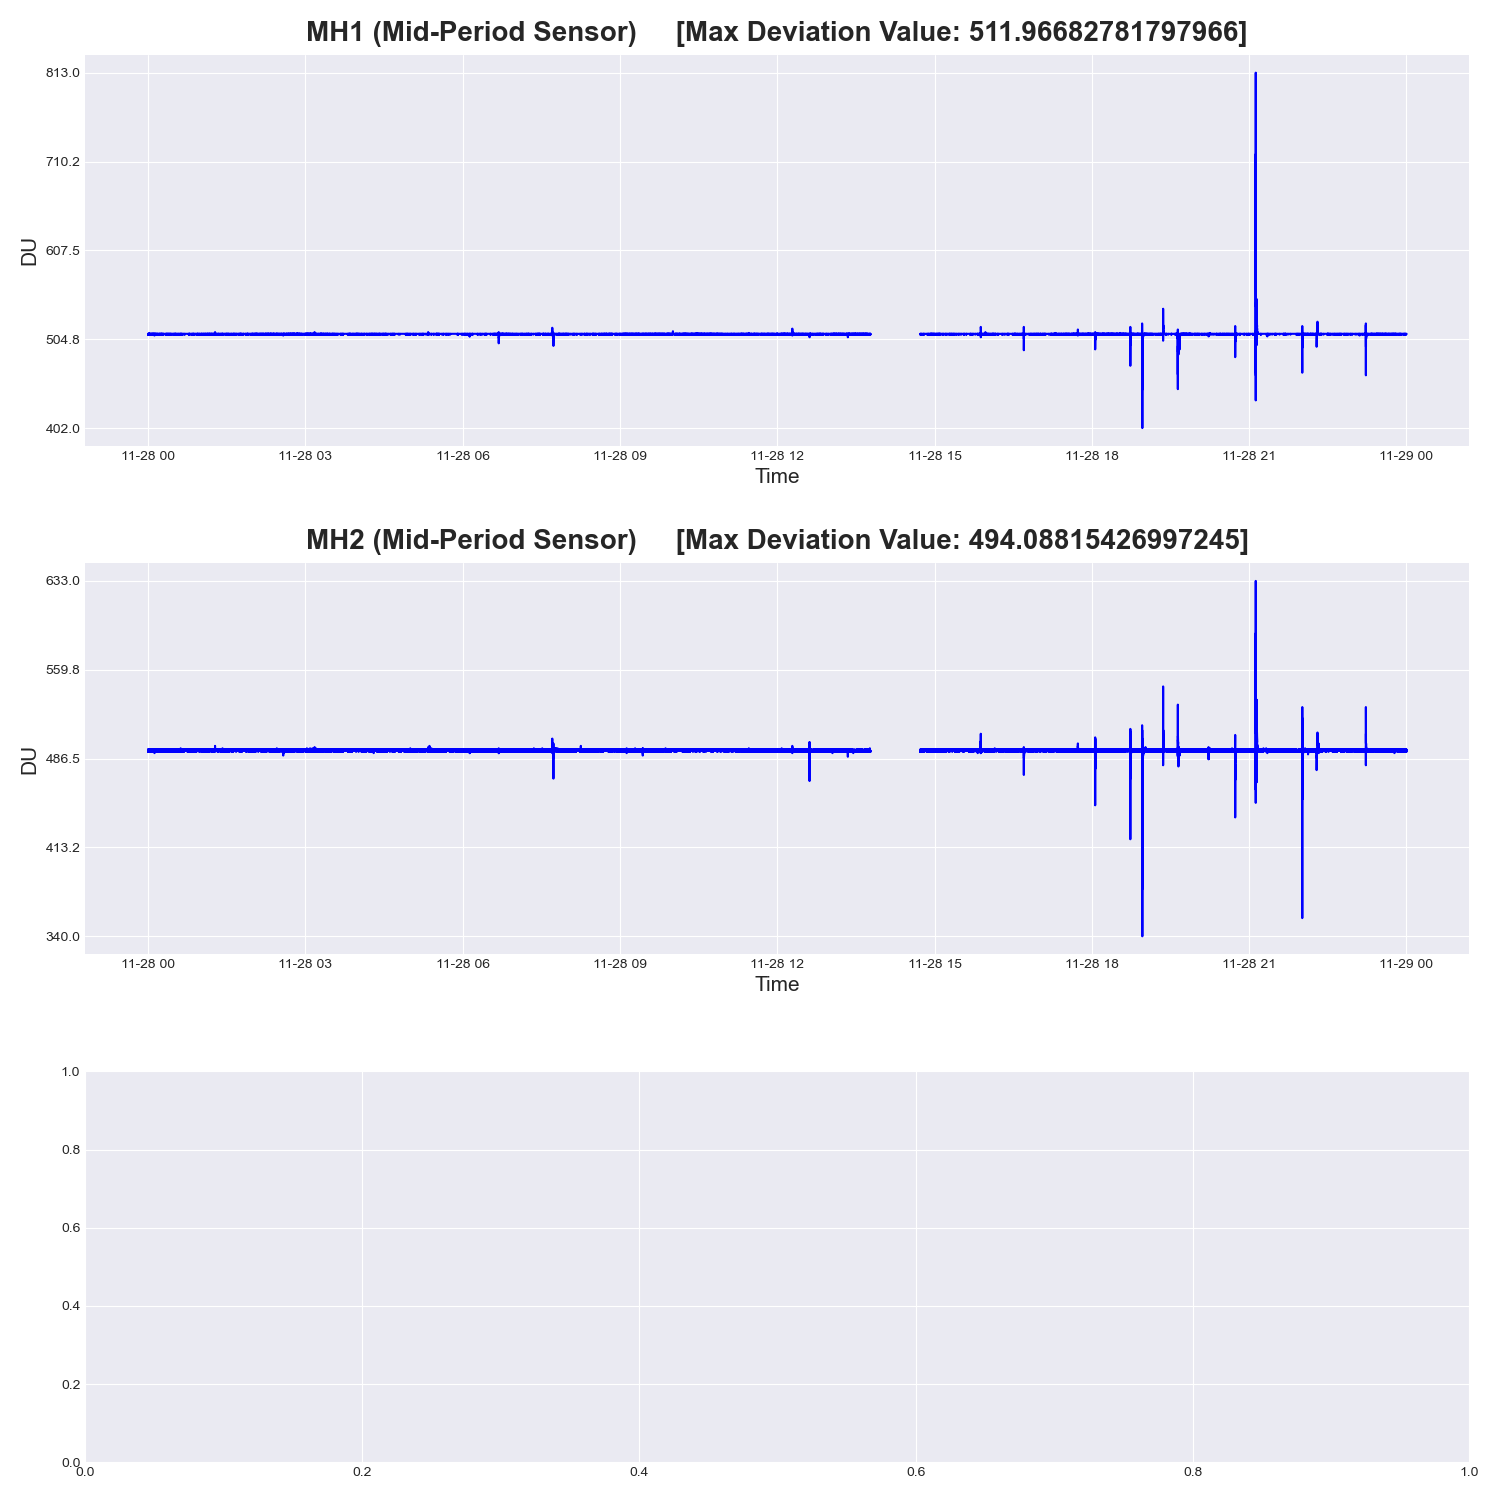 MH1 (Mid-Period Sensor) [Max Deviation Value: 511.96682781797966]
813.0
710.2
607.5
504.8
402.0
DU
11-28 00 11-28 03 11-28 06 11-28 09 11-28 12 11-28 15 11-28 18 11-28 21 11-29 00
Time
MH2 (Mid-Period Sensor) [Max Deviation Value: 494.08815426997245]
633.0
559.8
486.5
413.2
340.0
DU
11-28 00 11-28 03 11-28 06 11-28 09 11-28 12 11-28 15 11-28 18 11-28 21 11-29 00
Time
1.0
0.8
0.6
0.4
0.2
0.0
0.0 0.2 0.4 0.6 0.8 1.0